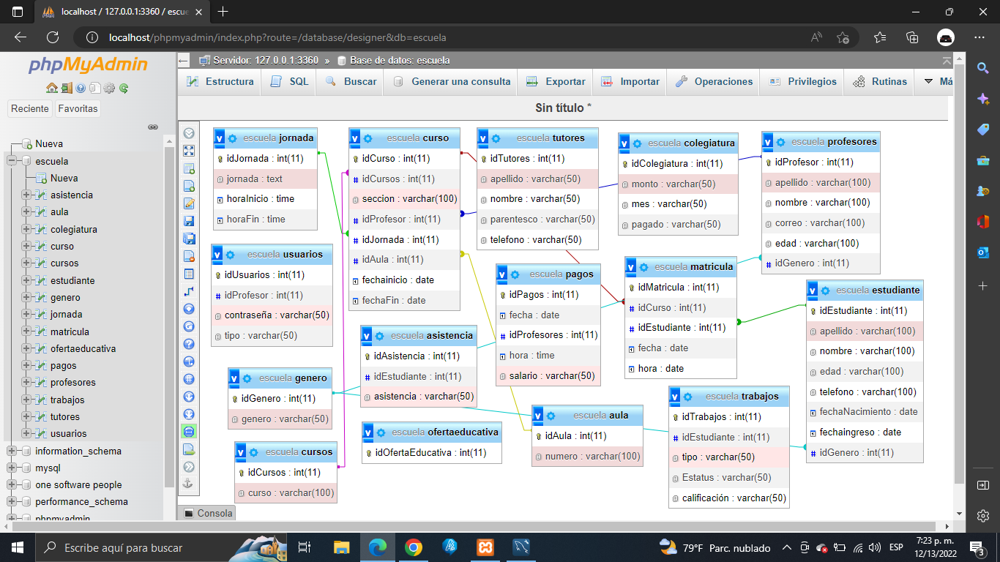 localhost / 127.0.0.1:3360 / escue
localhost/phpmyadmin/index.php?route=/database/designer&db=escuela
phpMyAdmin
Reciente
Favoritas
Nueva
escuela
Nueva
asistencia
aula
colegiatura
curso
cursos
estudiante
genero
jornada
matricula
ofertaeducativa
pagos
profesores
trabajos
tutores
usuarios
information_schema
mysql
one software people
performance_schema
phpmyadmin
Servidor: 127.0.0.1:3360 » Base de datos: escuela
Estructura
SQL
Buscar
Generar una consulta
Exportar
Importar
Operaciones
Privilegios
Rutinas
Má
Sin título *
escuela jornada
idJornada : int(11)
jornada : text
horaInicio : time
horaFin : time
escuela curso
idCurso : int(11)
idCursos : int(11)
seccion : varchar(100)
idProfesor : int(11)
idJornada : int(11)
idAula : int(11)
fechainicio : date
fechaFin : date
escuela tutores
idTutores : int(11)
apellido : varchar(50)
nombre : varchar(50)
parentesco : varchar(50)
telefono : varchar(50)
escuela colegiatura
idColegiatura : int(11)
monto : varchar(50)
mes : varchar(50)
pagado : varchar(50)
escuela profesores
idProfesor : int(11)
apellido : varchar(100)
nombre : varchar(100)
correo : varchar(100)
edad : varchar(100)
idGenero : int(11)
escuela usuarios
idUsuarios : int(11)
idProfesor : int(11)
contraseña : varchar(50)
tipo : varchar(50)
escuela pagos
idPagos : int(11)
fecha : date
idProfesores : int(11)
hora : time
salario : varchar(50)
escuela matricula
idMatricula : int(11)
idCurso : int(11)
idEstudiante : int(11)
fecha : date
hora : date
escuela estudiante
idEstudiante : int(11)
apellido : varchar(100)
nombre : varchar(100)
edad : varchar(100)
telefono : varchar(100)
fechaNacimiento : date
fechaingreso : date
idGenero : int(11)
escuela asistencia
idAsistencia : int(11)
idEstudiante : int(11)
asistencia : varchar(50)
escuela genero
idGenero : int(11)
genero : varchar(50)
escuela ofertaeducativa
idOfertaEducativa : int(11)
escuela aula
idAula : int(11)
numero : varchar(100)
escuela trabajos
idTrabajos : int(11)
idEstudiante : int(11)
tipo : varchar(50)
Estatus : varchar(50)
calificación : varchar(50)
escuela cursos
idCursos : int(11)
curso : varchar(100)
Consola
Escribe aquí para buscar
79°F Parc. nublado
ESP
7:23 p. m.
12/13/2022
3